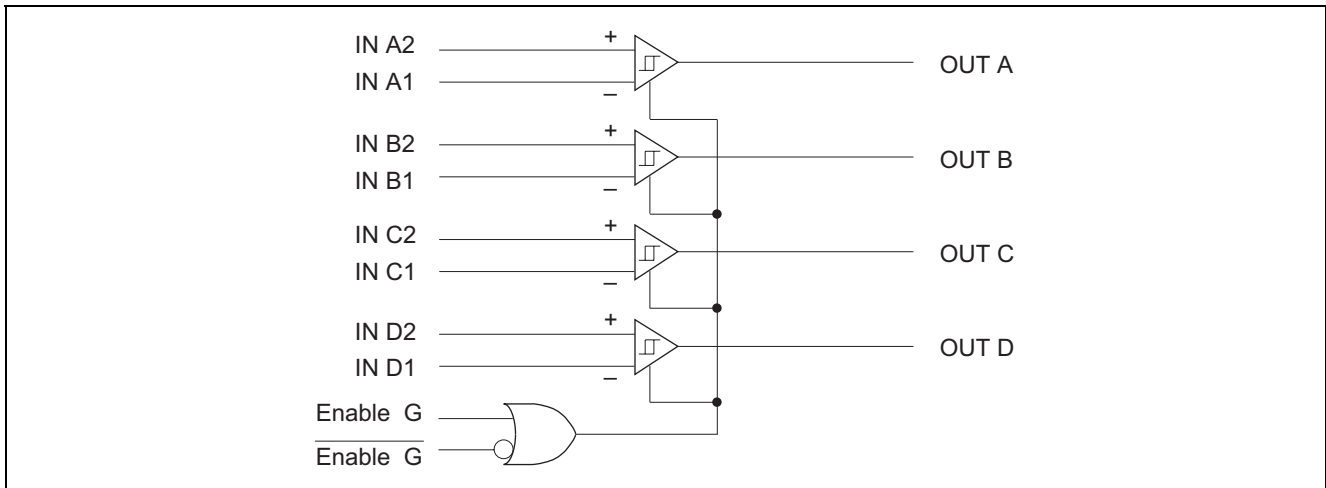 IN A2
+
IN A1
−
OUT A
IN B2
+
IN B1
−
OUT B
IN C2
+
IN C1
−
OUT C
IN D2
+
IN D1
−
OUT D
Enable G
Enable G